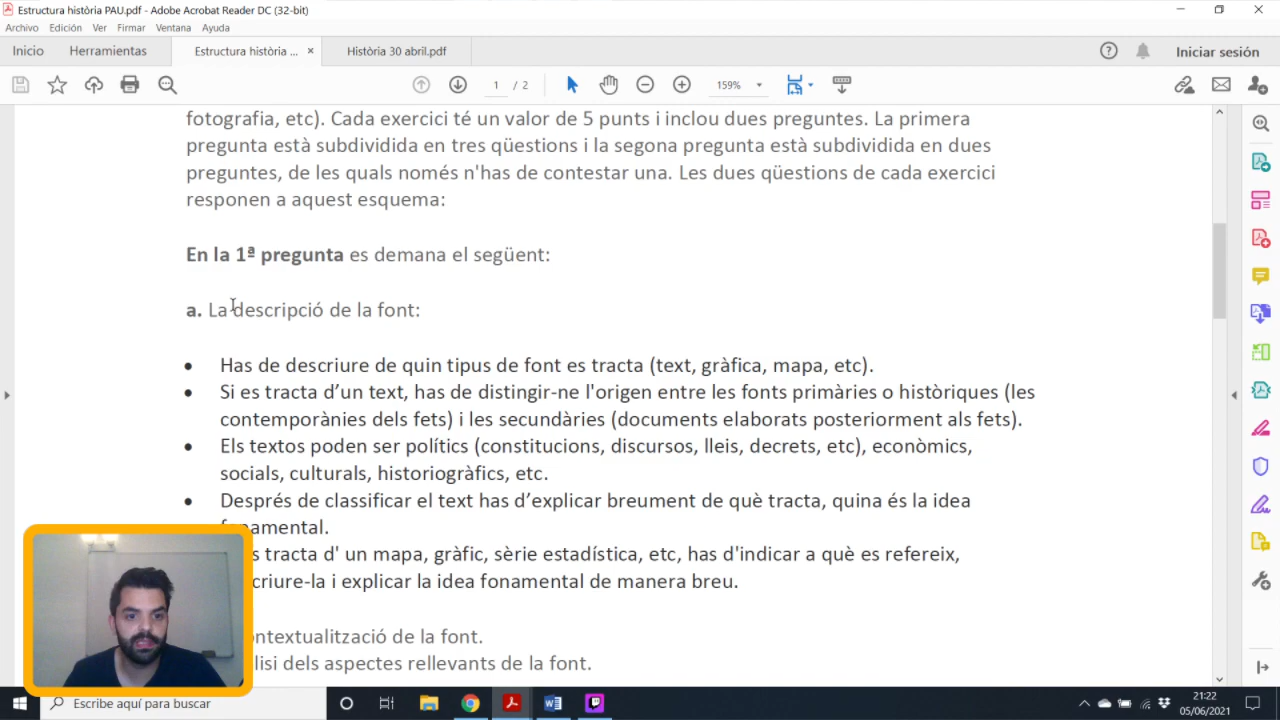 Estructura història PAU.pdf - Adobe Acrobat Reader DC (32-bit)
Archivo Edición Ver Firmar Ventana Ayuda
Inicio Herramientas Estructura història ... Història 30 abril.pdf Iniciar sesión
1 / 2 159%
fotografia, etc). Cada exercici té un valor de 5 punts i inclou dues preguntes. La primera
pregunta està subdividida en tres qüestions i la segona pregunta està subdividida en dues
preguntes, de les quals només n'has de contestar una. Les dues qüestions de cada exercici
responen a aquest esquema:
En la 1ª pregunta es demana el següent:
a. La descripció de la font:
• Has de descriure de quin tipus de font es tracta (text, gràfica, mapa, etc).
• Si es tracta d’un text, has de distingir-ne l'origen entre les fonts primàries o històriques (les
contemporànies dels fets) i les secundàries (documents elaborats posteriorment als fets).
• Els textos poden ser polítics (constitucions, discursos, lleis, decrets, etc), econòmics,
socials, culturals, historiogràfics, etc.
• Després de classificar el text has d’explicar breument de què tracta, quina és la idea
fonamental.
tracta d' un mapa, gràfic, sèrie estadística, etc, has d'indicar a què es refereix,
criure-la i explicar la idea fonamental de manera breu.
ontextualització de la font.
lisi dels aspectes rellevants de la font.
Escribe aquí para buscar
21:22
05/06/2021